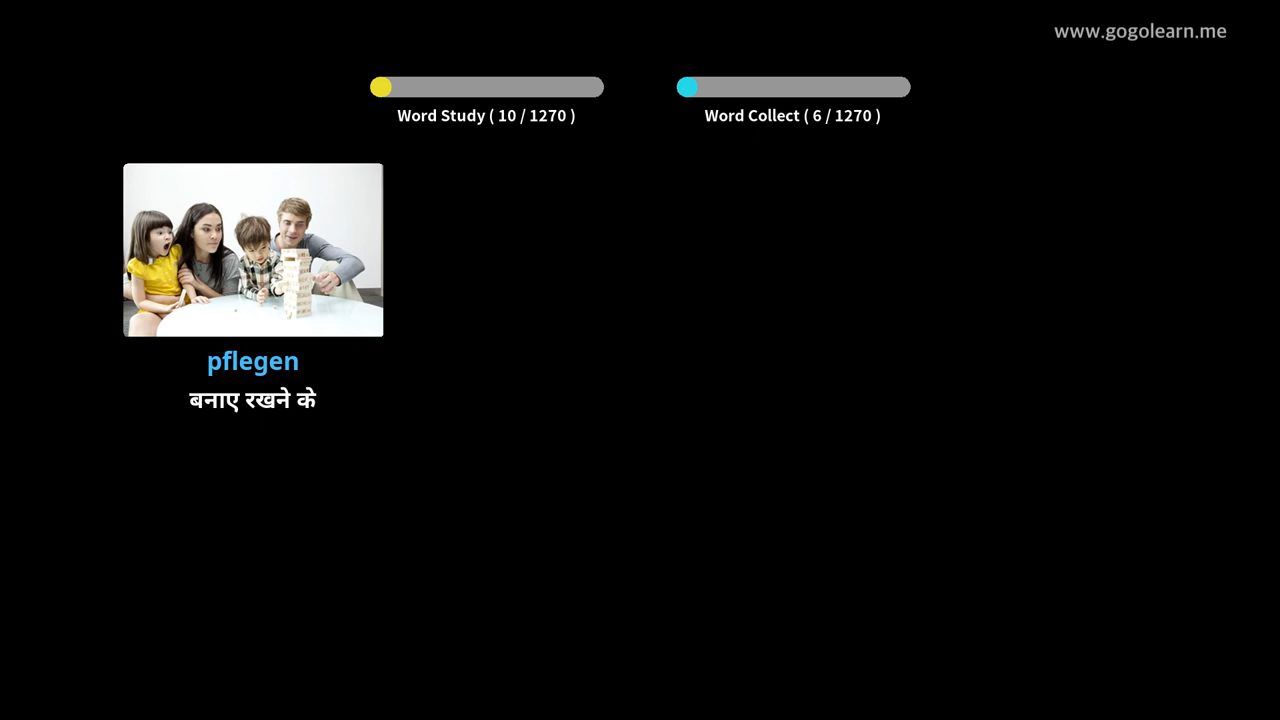 www.gogolearn.me
Word Study ( 10 / 1270 )
Word Collect ( 6 / 1270 )
pflegen
बनाए रखने के